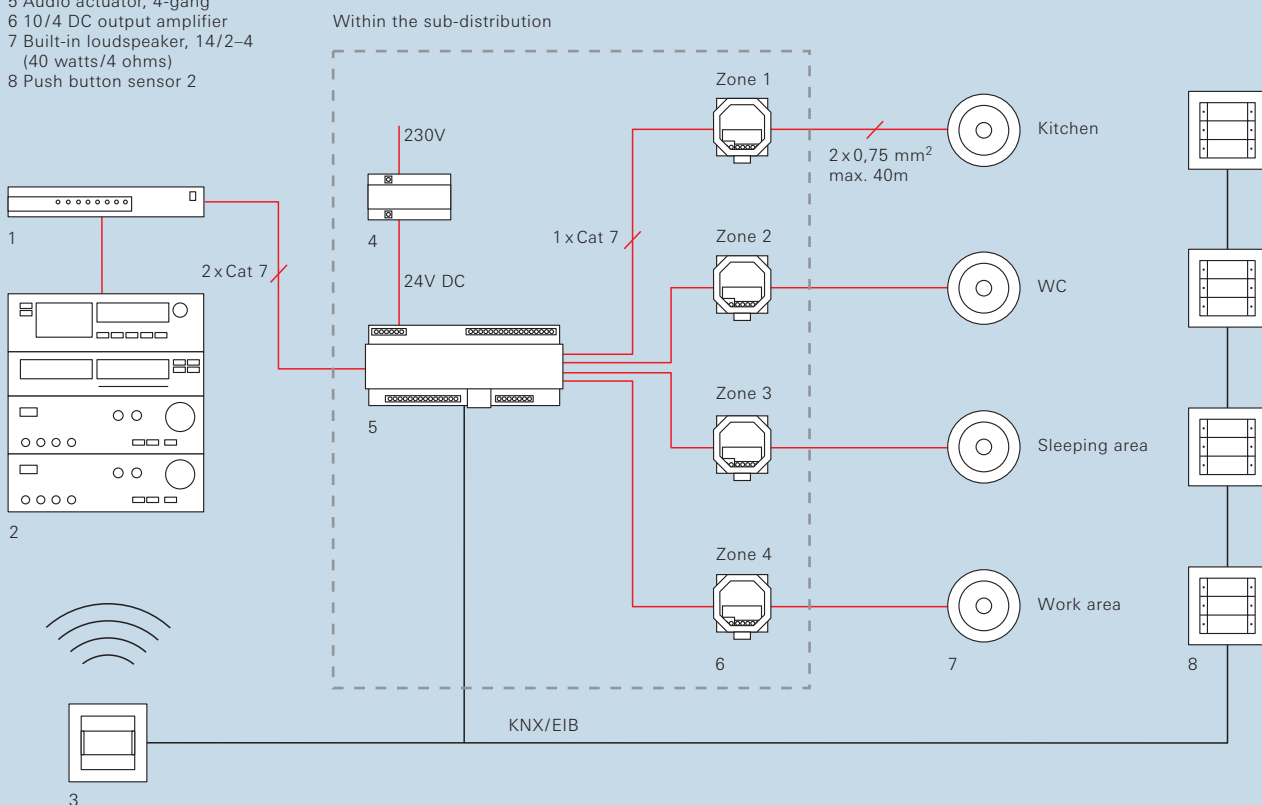 5 Audio actuator, 4-gang
6 10/4 DC output amplifier
7 Built-in loudspeaker, 14/2–4
(40 watts/4 ohms)
8 Push button sensor 2
Within the sub-distribution
Zone 1
230V
Kitchen
2 x 0,75 mm²
max. 40m
1
4
1 x Cat 7
Zone 2
2 x Cat 7
24V DC
WC
Zone 3
5
Sleeping area
2
Zone 4
Work area
6
7
8
KNX/EIB
3